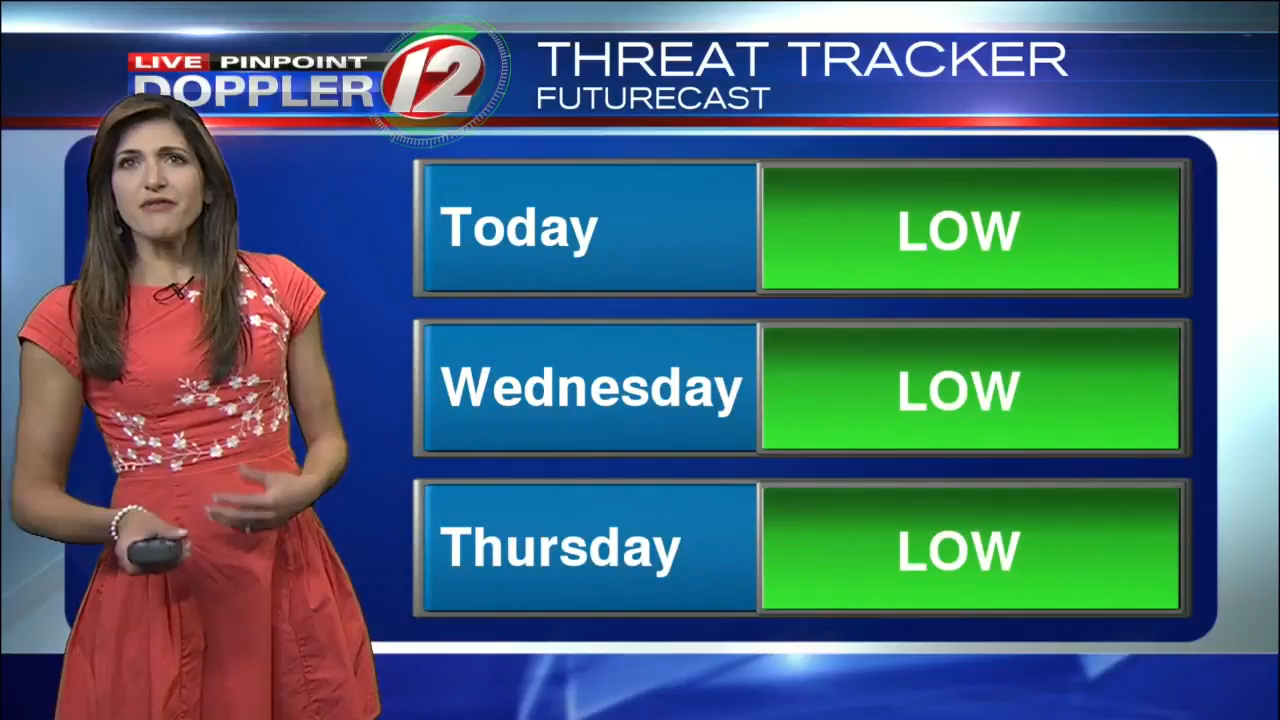 LIVE PINPOINT
DOPPLER 12
THREAT TRACKER
FUTURECAST
Today LOW
Wednesday LOW
Thursday LOW